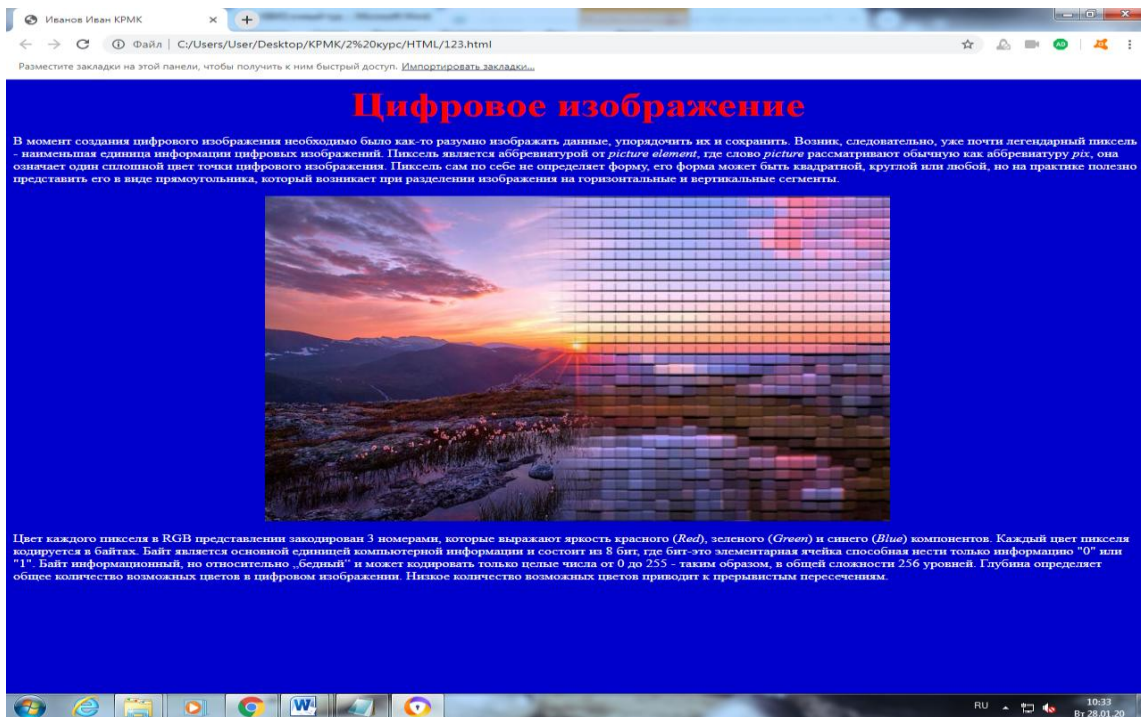 Иванов Иван КРМК
Файл | C:/Users/User/Desktop/КРМК/2%20курс/HTML/123.html
Разместите закладки на этой панели, чтобы получить к ним быстрый доступ. Импортировать закладки...
Цифровое изображение
В момент создания цифрового изображения необходимо было как-то разумно изображать данные, упорядочить их и сохранить. Возник, следовательно, уже почти легендарный пиксель
- наименьшая единица информации цифровых изображений. Пиксель является аббревиатурой от picture element, где слово picture рассматривают обычную как аббревиатуру pix, она
означает один сплошной цвет точки цифрового изображения. Пиксель сам по себе не определяет форму, его форма может быть квадратной, круглой или любой, но на практике полезно
представить его в виде прямоугольника, который возникает при разделении изображения на горизонтальные и вертикальные сегменты.
Цвет каждого пикселя в RGB представлении закодирован 3 номерами, которые выражают яркость красного (Red), зеленого (Green) и синего (Blue) компонентов. Каждый цвет пикселя
кодируется в байтах. Байт является основной единицей компьютерной информации и состоит из 8 бит, где бит-это элементарная ячейка способная нести только информацию "0" или
"1". Байт информационный, но относительно „бедный" и может кодировать только целые числа от 0 до 255 - таким образом, в общей сложности 256 уровней. Глубина определяет
общее количество возможных цветов в цифровом изображении. Низкое количество возможных цветов приводит к прерывистым пересечениям.
RU
10:33
Вт 28.01.20